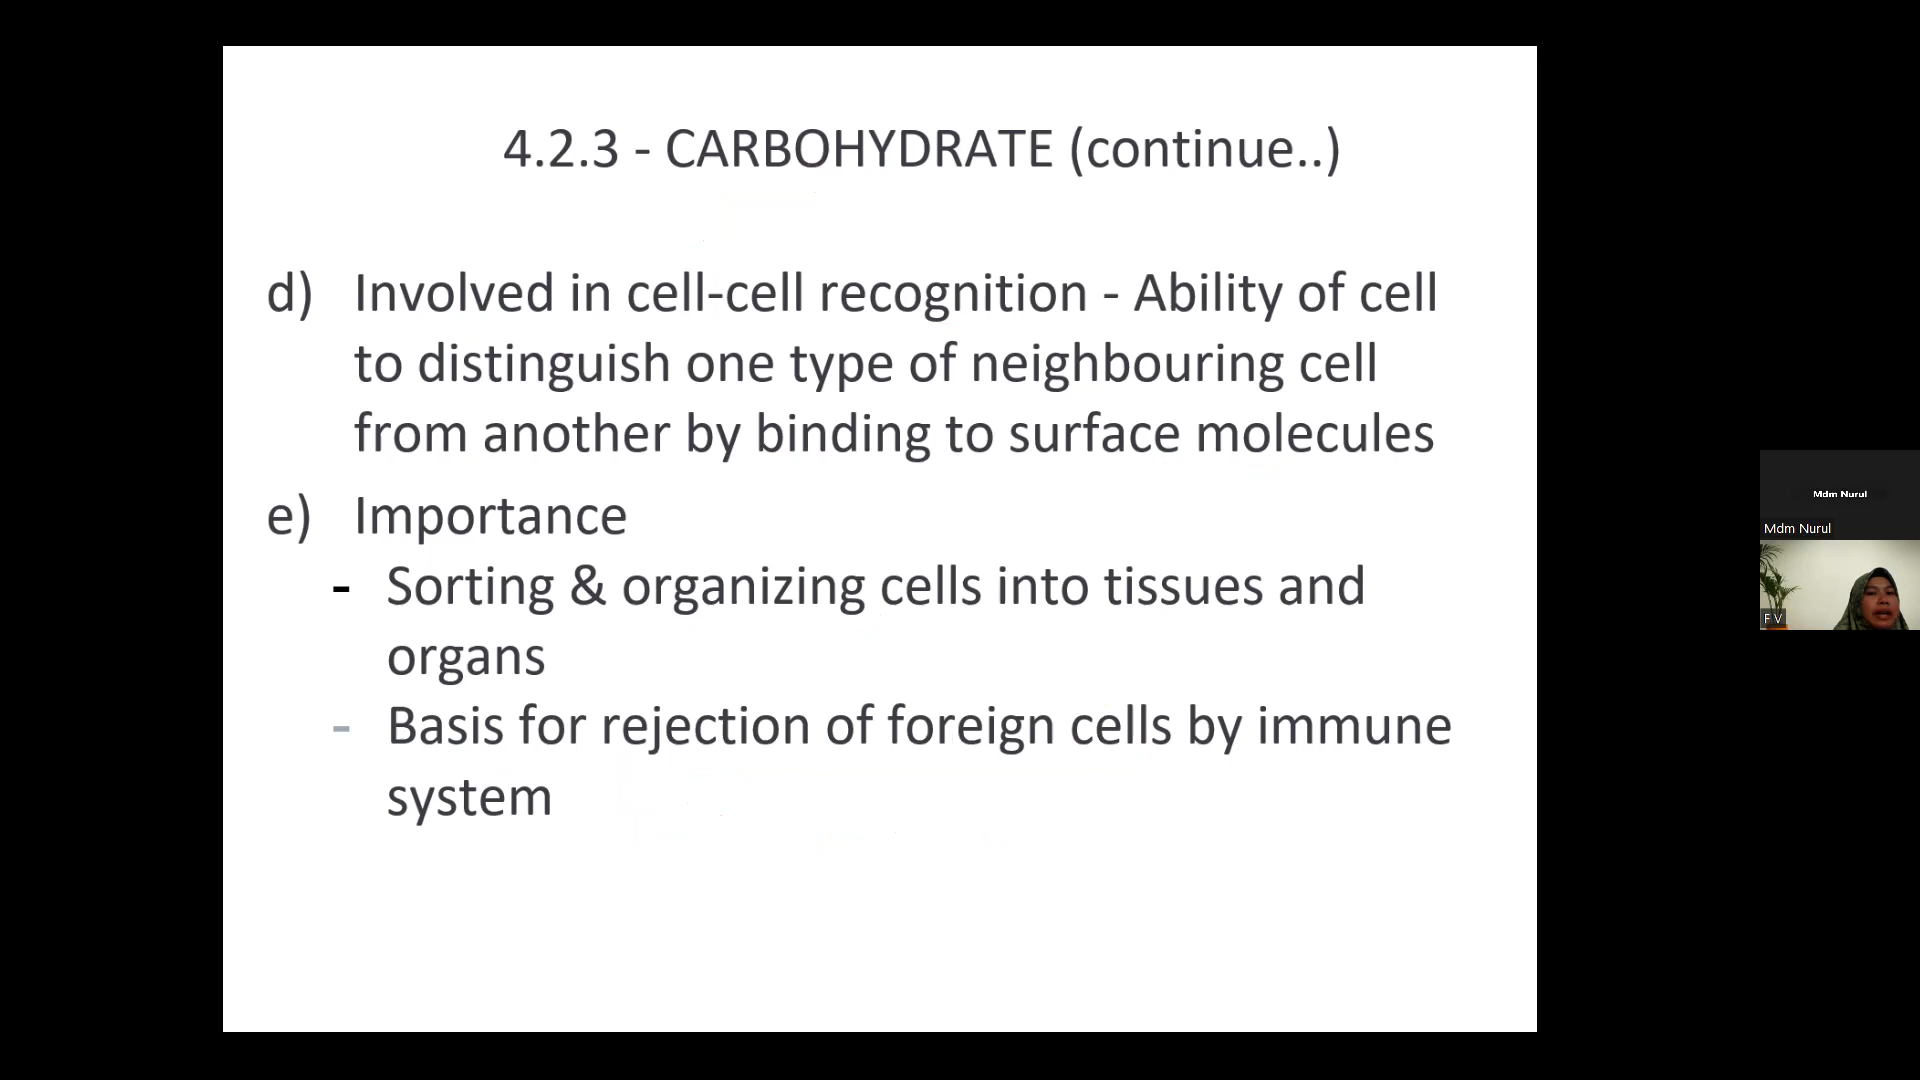 4.2.3 - CARBOHYDRATE (continue..)
d) Involved in cell-cell recognition - Ability of cell
to distinguish one type of neighbouring cell
from another by binding to surface molecules
e) Importance
- Sorting & organizing cells into tissues and
organs
- Basis for rejection of foreign cells by immune
system
Mdm Nurul
Mdm Nurul
F V